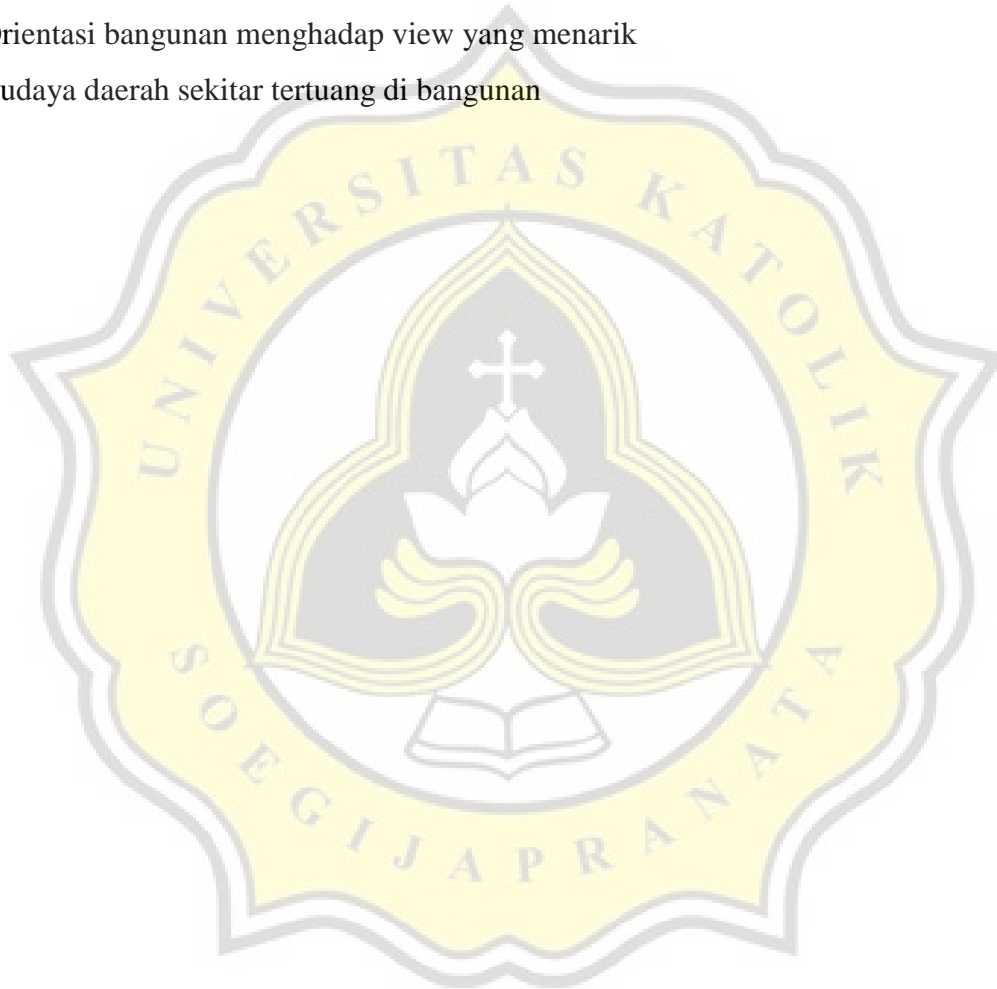 rientasi bangunan menghadap view yang menarik
udaya daerah sekitar tertuang di bangunan
UNIVERSITAS KATOLIK
SOEGIJAPRANATA